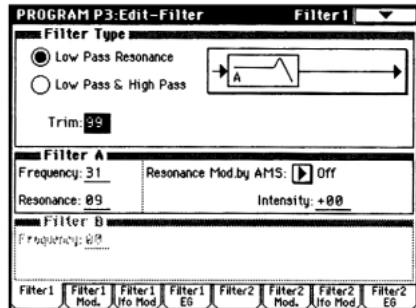 PROGRAM P3:Edit-Filter Filter1
Filter Type
Low Pass Resonance
Low Pass & High Pass
A
Trim: 99
Filter A
Frequency: 31 Resonance Mod.by AMS: Off
Resonance: 09 Intensity: +00
Filter B
Frequency: 00
Filter1 Filter1 Mod. Filter1 lfo Mod Filter1 EG Filter2 Filter2 Mod. Filter2 lfo Mod Filter2 EG